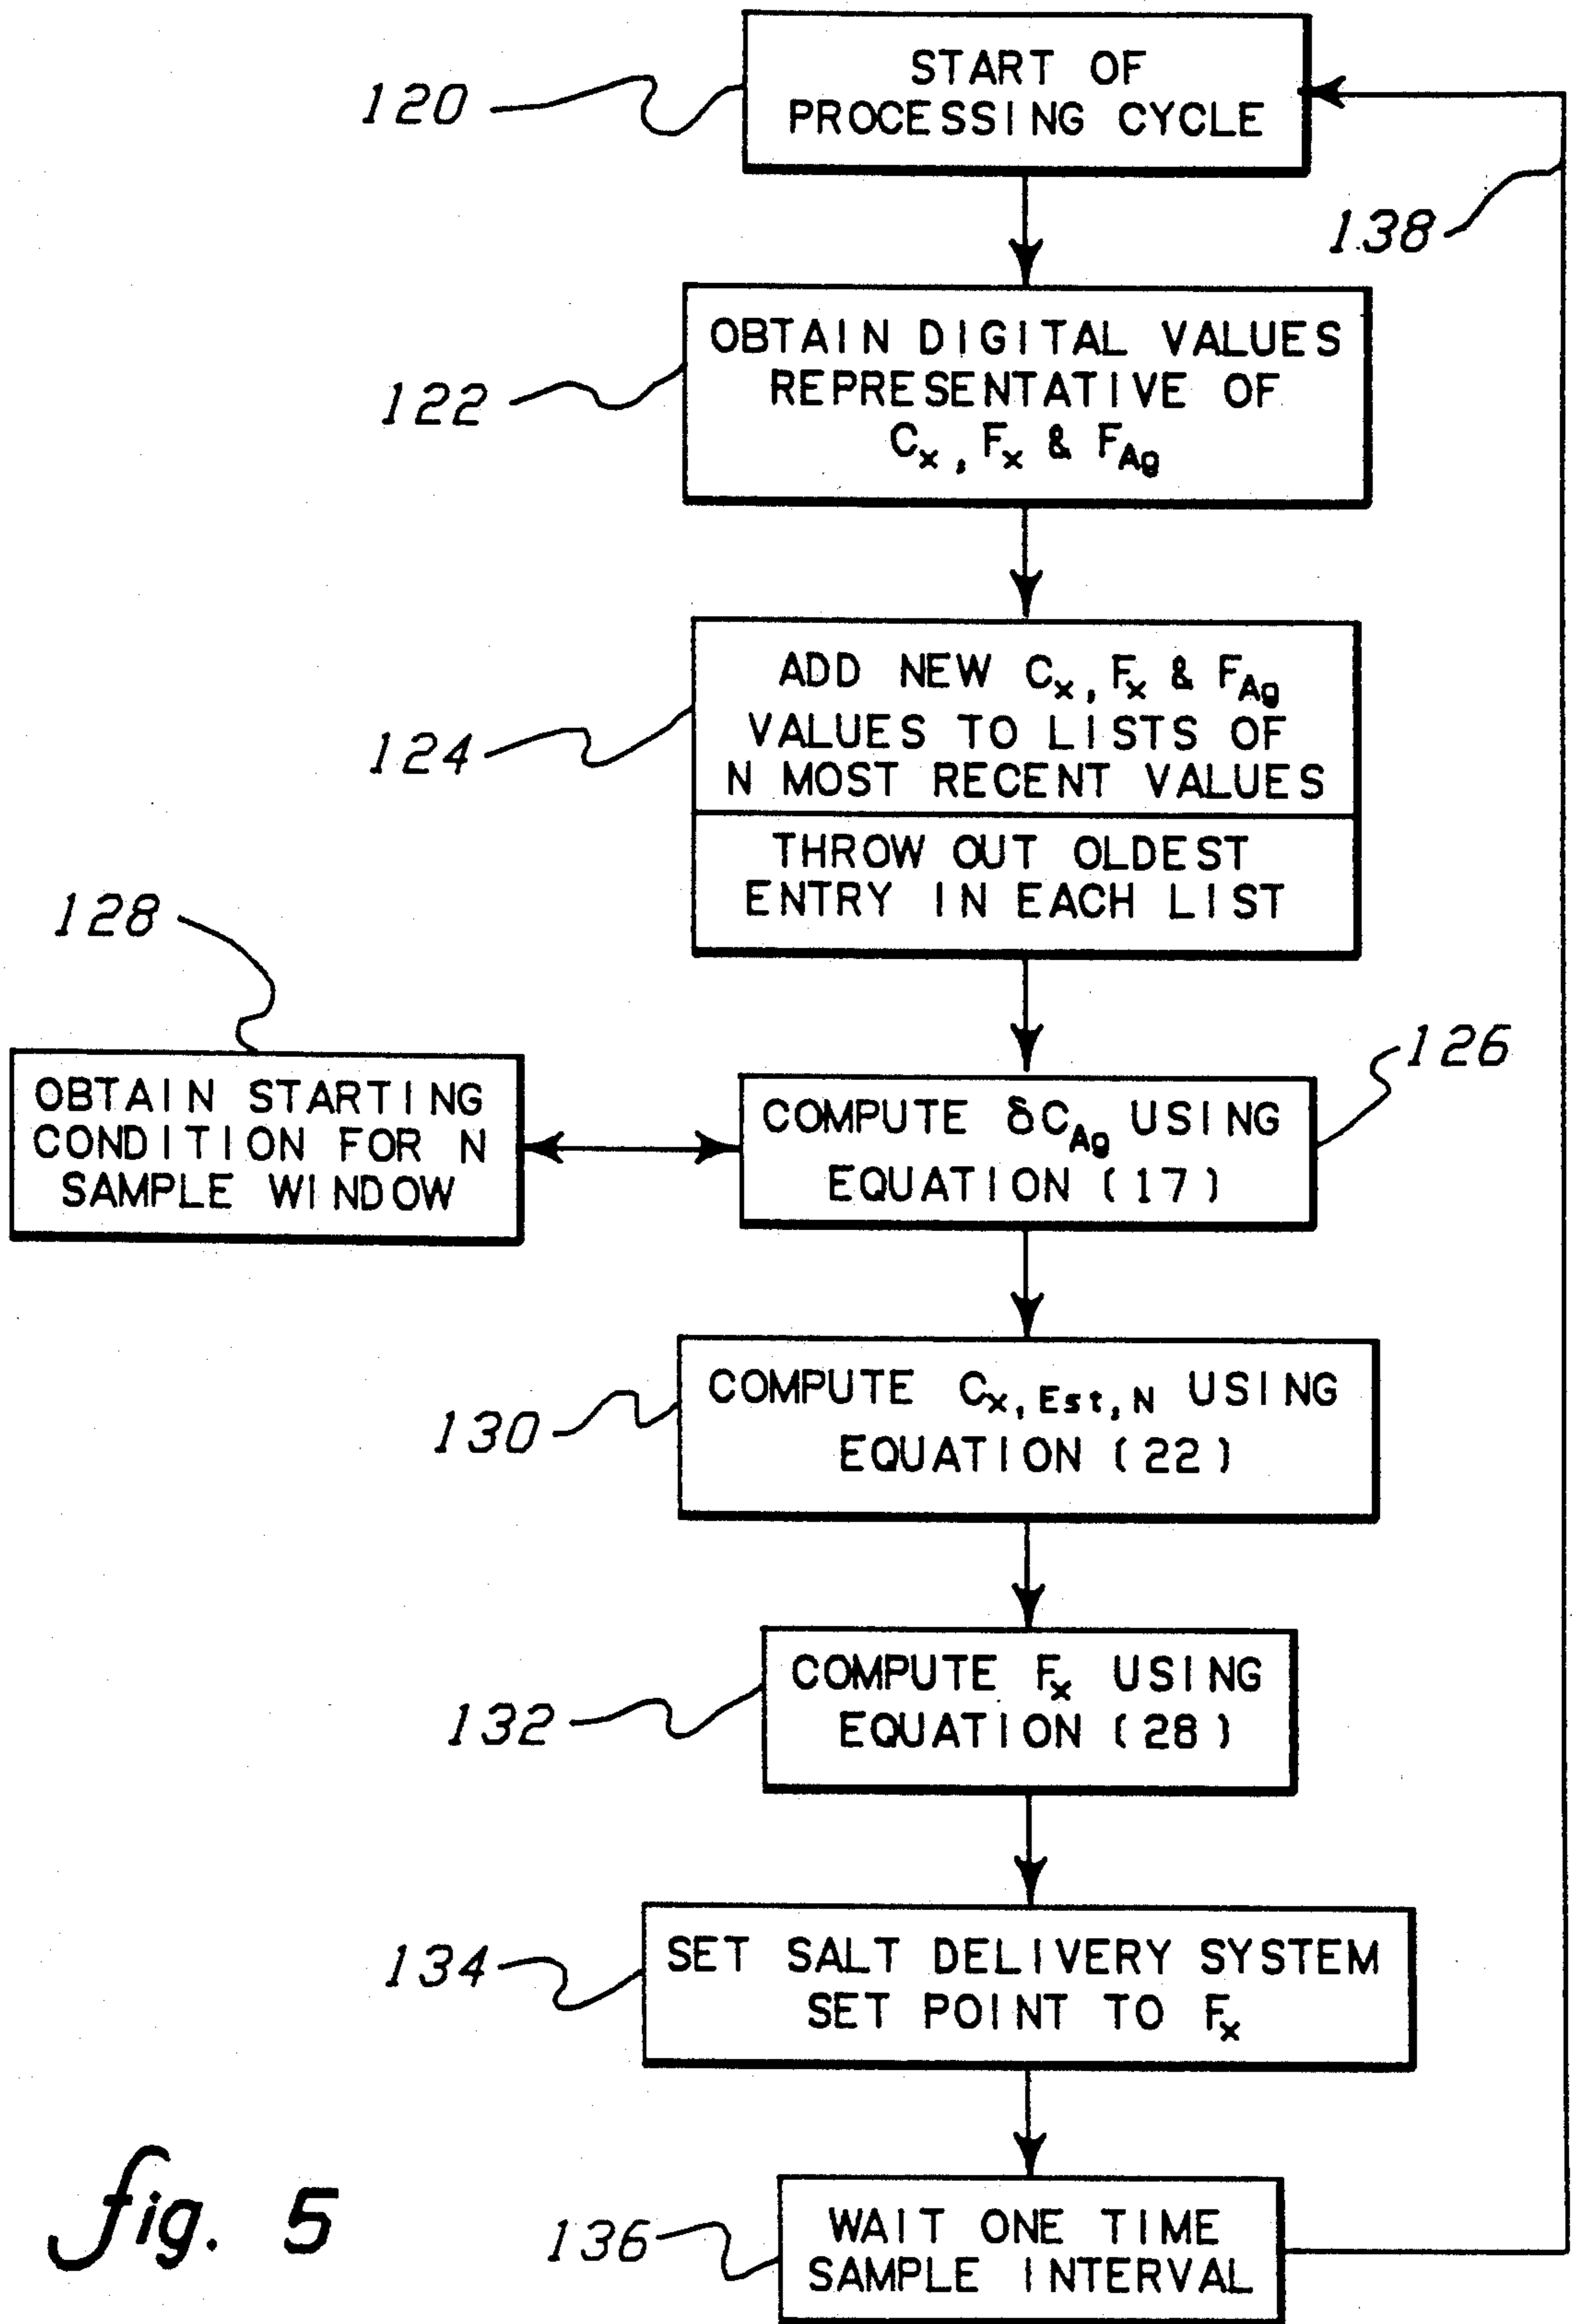 START OF
PROCESSING CYCLE
120
138
OBTAIN DIGITAL VALUES
REPRESENTATIVE OF
Cx, Fx & FAg
122
ADD NEW Cx, Fx & FAg
VALUES TO LISTS OF
N MOST RECENT VALUES
THROW OUT OLDEST
ENTRY IN EACH LIST
124
128
OBTAIN STARTING
CONDITION FOR N
SAMPLE WINDOW
126
COMPUTE δCAg USING
EQUATION (17)
130
COMPUTE Cx, Est, N USING
EQUATION (22)
132
COMPUTE Fx USING
EQUATION (28)
134
SET SALT DELIVERY SYSTEM
SET POINT TO Fx
136
WAIT ONE TIME
SAMPLE INTERVAL
fig. 5